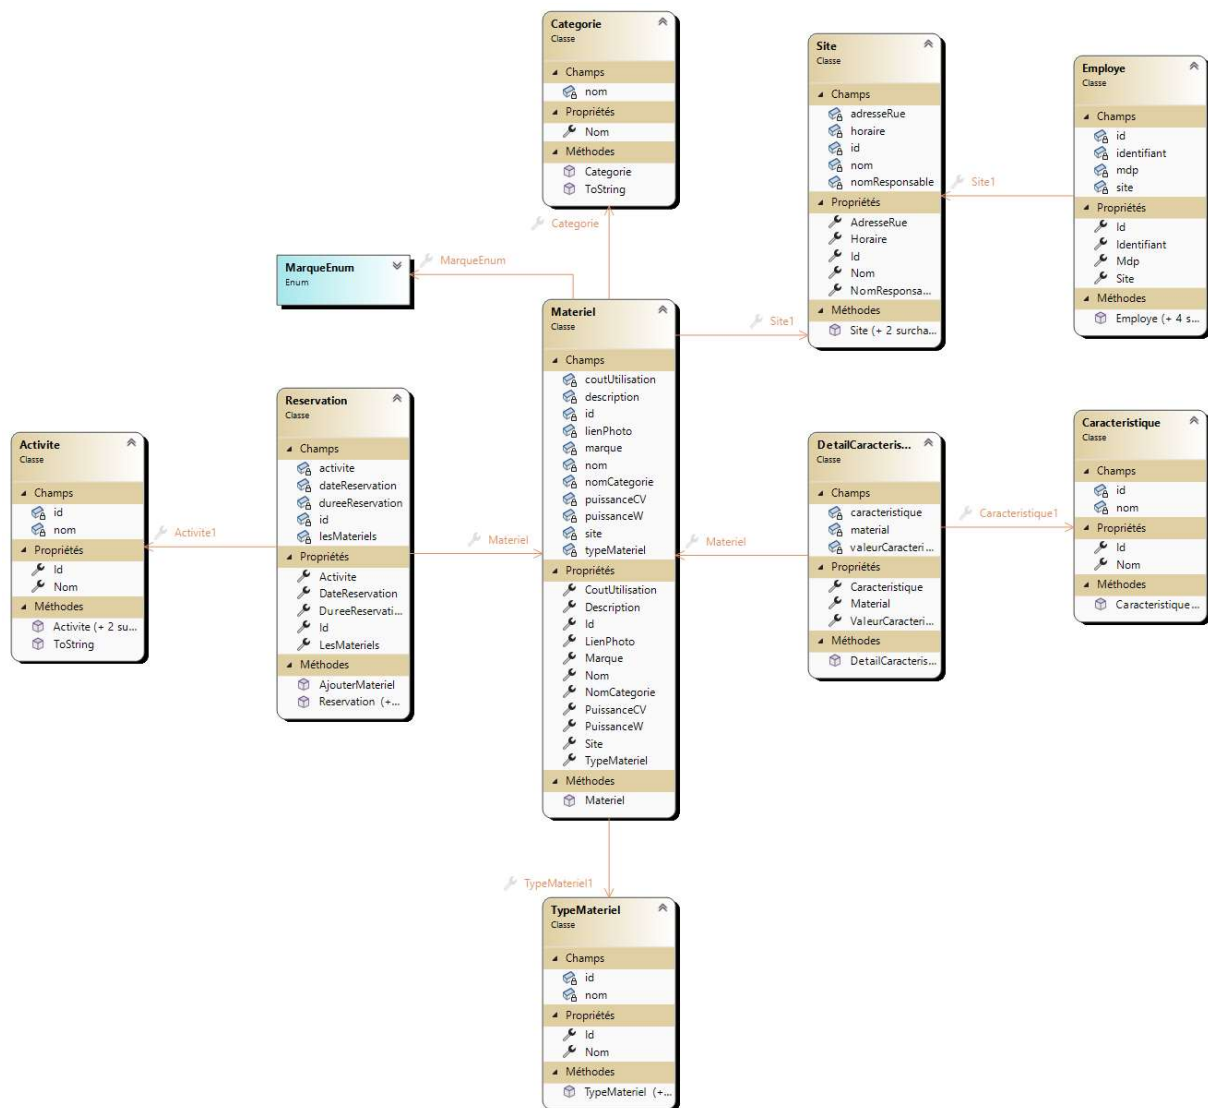 Categorie
Classe
Champs
nom
Propriétés
Nom
Méthodes
Categorie
ToString
Site
Classe
Champs
adresseRue
horaire
id
nom
nomResponsable
Propriétés
AdresseRue
Horaire
Id
Nom
NomResponsa...
Méthodes
Site (+ 2 surcha...
Employe
Classe
Champs
id
identifiant
mdp
site
Propriétés
Id
Identifiant
Mdp
Site
Méthodes
Employe (+ 4 s...
Site1
Categorie
MarqueEnum
Enum
MarqueEnum
Site1
Materiel
Classe
Champs
coutUtilisation
description
id
lienPhoto
marque
nom
nomCategorie
puissanceCV
puissanceW
site
typeMateriel
Propriétés
CoutUtilisation
Description
Id
LienPhoto
Marque
Nom
NomCategorie
PuissanceCV
PuissanceW
Site
TypeMateriel
Méthodes
Materiel
Reservation
Classe
Champs
activite
dateReservation
dureeReservation
id
lesMateriels
Propriétés
Activite
DateReservation
DureeReservati...
Id
LesMateriels
Méthodes
AjouterMateriel
Reservation (+...
Activite
Classe
Champs
id
nom
Propriétés
Id
Nom
Méthodes
Activite (+ 2 su...
ToString
Activite1
Materiel
DetailCaracteris...
Classe
Champs
caracteristique
material
valeurCaracteri...
Propriétés
Caracteristique
Material
ValeurCaracteri...
Méthodes
DetailCaracteris...
Materiel
Caracteristique1
Caracteristique
Classe
Champs
id
nom
Propriétés
Id
Nom
Méthodes
Caracteristique...
TypeMateriel1
TypeMateriel
Classe
Champs
id
nom
Propriétés
Id
Nom
Méthodes
TypeMateriel (+...